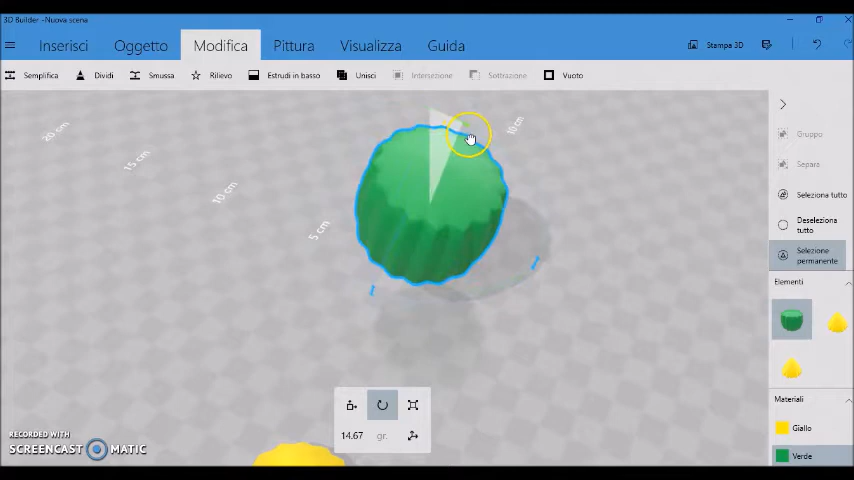 3D Builder -Nuova scena
Inserisci Oggetto Modifica Pittura Visualizza Guida Stampa 3D
Semplifica Dividi Smussa Rilievo Estrudi in basso Unisci Intersezione Sottrazione Vuoto
20 cm
15 cm
10 cm
5 cm
10 cm
Gruppo
Separa
Seleziona tutto
Deseleziona
tutto
Selezione
permanente
Elementi
Materiali
Giallo
Verde
14.67 gr.
RECORDED WITH
SCREENCAST MATIC